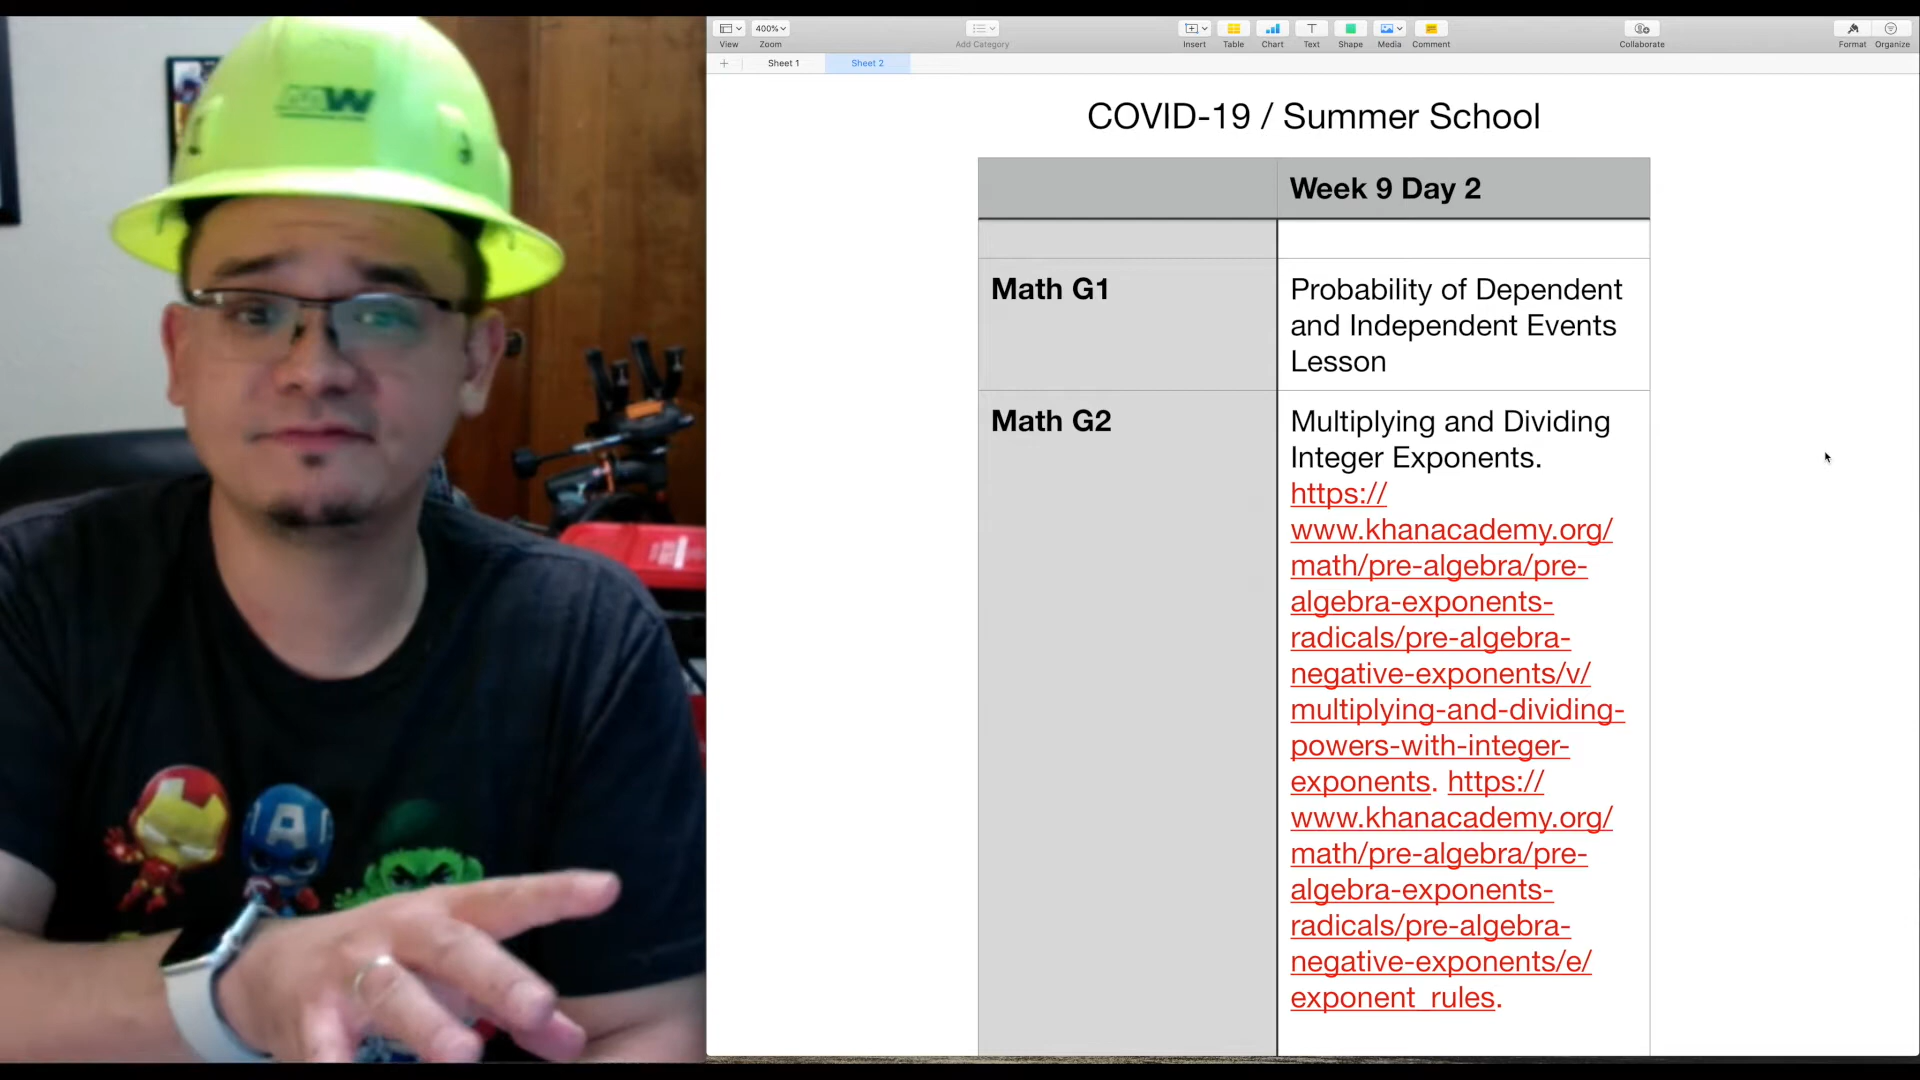 MW
A
View
400%
Zoom
Add Category
Insert
Table
Chart
Text
Shape
Media
Comment
Collaborate
Format
Organize
Sheet 1
Sheet 2
COVID-19 / Summer School
Week 9 Day 2
Math G1
Probability of Dependent
and Independent Events
Lesson
Math G2
Multiplying and Dividing
Integer Exponents.
https://
www.khanacademy.org/
math/pre-algebra/pre-
algebra-exponents-
radicals/pre-algebra-
negative-exponents/v/
multiplying-and-dividing-
powers-with-integer-
exponents. https://
www.khanacademy.org/
math/pre-algebra/pre-
algebra-exponents-
radicals/pre-algebra-
negative-exponents/e/
exponent_rules.